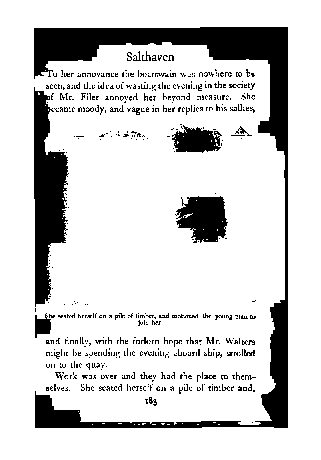 Salthaven
To her annoyance the boatswain was nowhere to be
seen, and the idea of wasting the evening in the society
of Mr. Filer annoyed her beyond measure. She
became moody, and vague in her replies to his sallies,
She seated herself on a pile of timber, and motioned the young man to
join her
and finally, with the forlorn hope that Mr. Walters
might be spending the evening aboard ship, strolled
on to the quay.
Work was over and they had the place to them-
selves. She seated herself on a pile of timber and,
183